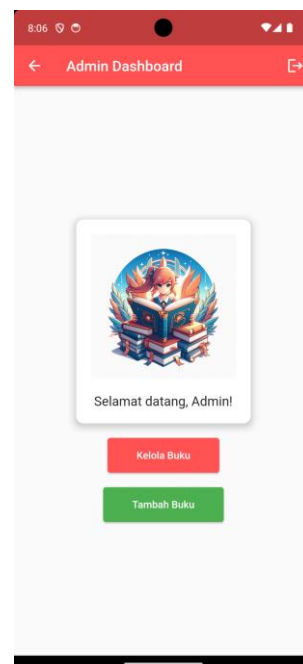 8:06
Admin Dashboard
Selamat datang, Admin!
Kelola Buku
Tambah Buku